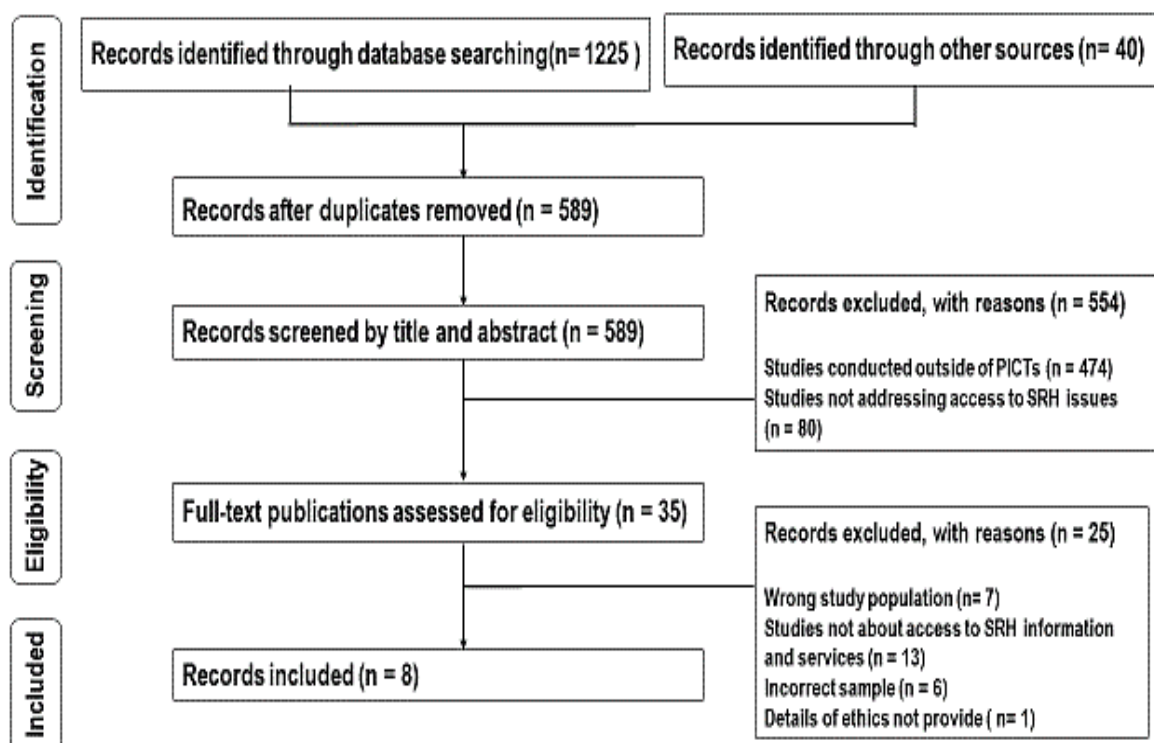 Identification
Records identified through database searching(n= 1225 )
Records identified through other sources (n= 40)
Records after duplicates removed (n = 589)
Screening
Records screened by title and abstract (n = 589)
Records excluded, with reasons (n = 554)
Studies conducted outside of PICTs (n = 474)
Studies not addressing access to SRH issues
(n = 80)
Eligibility
Full-text publications assessed for eligibility (n = 35)
Records excluded, with reasons (n = 25)
Wrong study population (n= 7)
Studies not about access to SRH information
and services (n = 13)
Incorrect sample (n = 6)
Details of ethics not provide ( n= 1)
Included
Records included (n = 8)